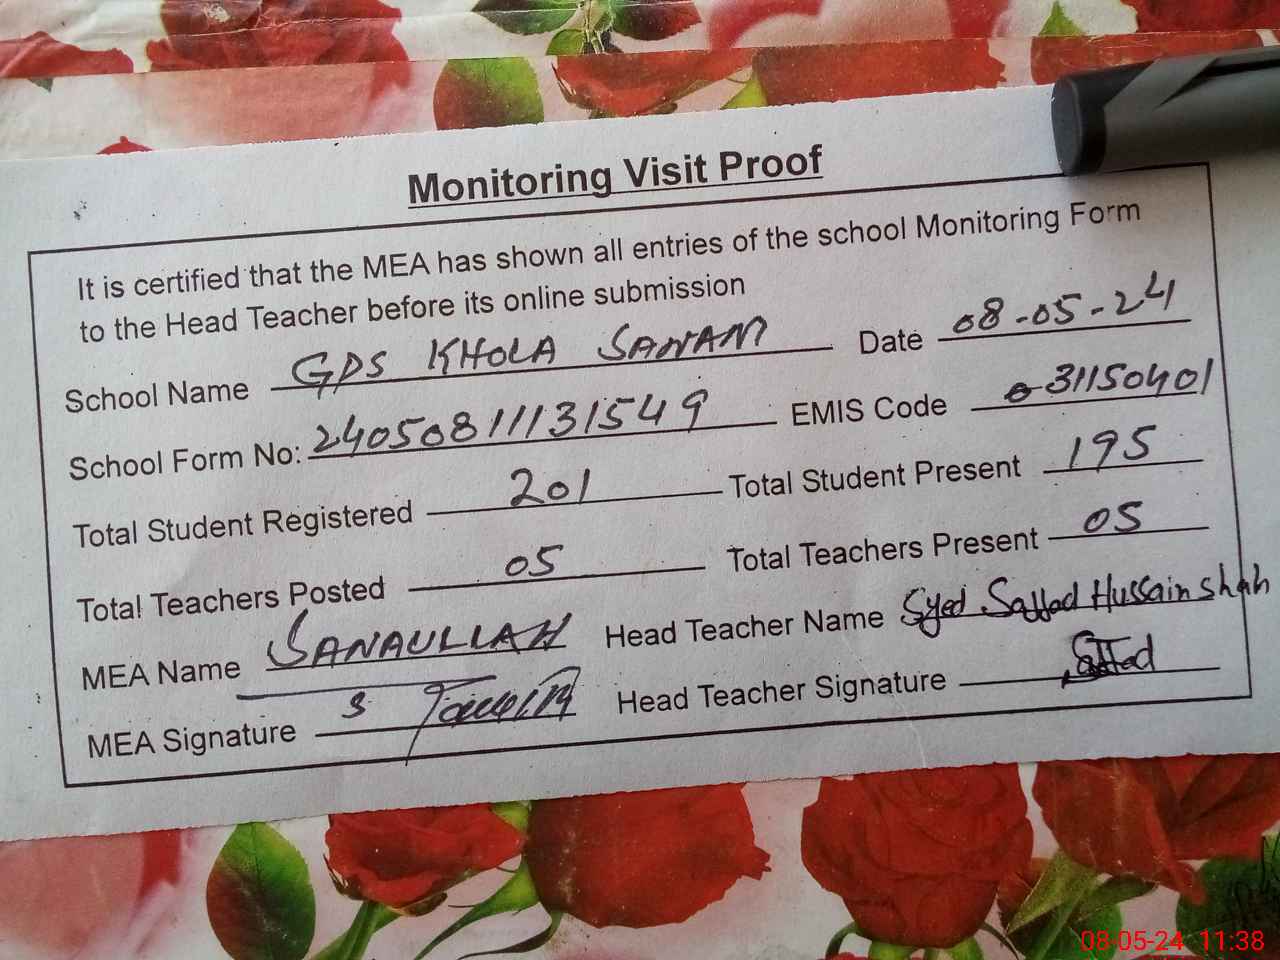 Monitoring Visit Proof
It is certified that the MEA has shown all entries of the school Monitoring Form
to the Head Teacher before its online submission
School Name GPS KHOLA SANAM Date 08-05-24
School Form No: 24050811131549 EMIS Code 031150401
Total Student Registered 201 Total Student Present 195
Total Teachers Posted 05 Total Teachers Present 05
MEA Name SANAULLAH Head Teacher Name Syed Sajjad Hussain shah
MEA Signature Head Teacher Signature
08-05-24 11:38